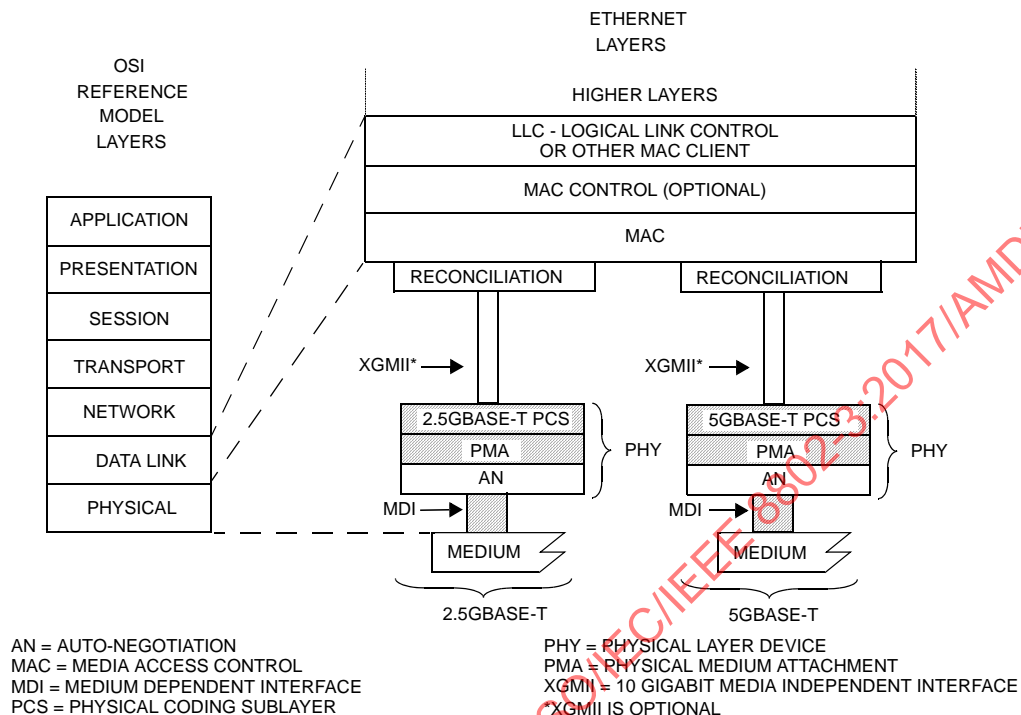 ETHERNET
LAYERS
OSI
REFERENCE
MODEL
LAYERS
HIGHER LAYERS
LLC - LOGICAL LINK CONTROL
OR OTHER MAC CLIENT
MAC CONTROL (OPTIONAL)
MAC
RECONCILIATION
RECONCILIATION
APPLICATION
PRESENTATION
SESSION
TRANSPORT
NETWORK
DATA LINK
PHYSICAL
XGMII*
XGMII*
2.5GBASE-T PCS
PMA
AN
PHY
5GBASE-T PCS
PMA
AN
PHY
MDI
MDI
MEDIUM
MEDIUM
2.5GBASE-T
5GBASE-T
AN = AUTO-NEGOTIATION
MAC = MEDIA ACCESS CONTROL
MDI = MEDIUM DEPENDENT INTERFACE
PCS = PHYSICAL CODING SUBLAYER
PHY = PHYSICAL LAYER DEVICE
PMA = PHYSICAL MEDIUM ATTACHMENT
XGMII = 10 GIGABIT MEDIA INDEPENDENT INTERFACE
*XGMII IS OPTIONAL
ISO/IEC/IEEE 8802-3:2017/AMD